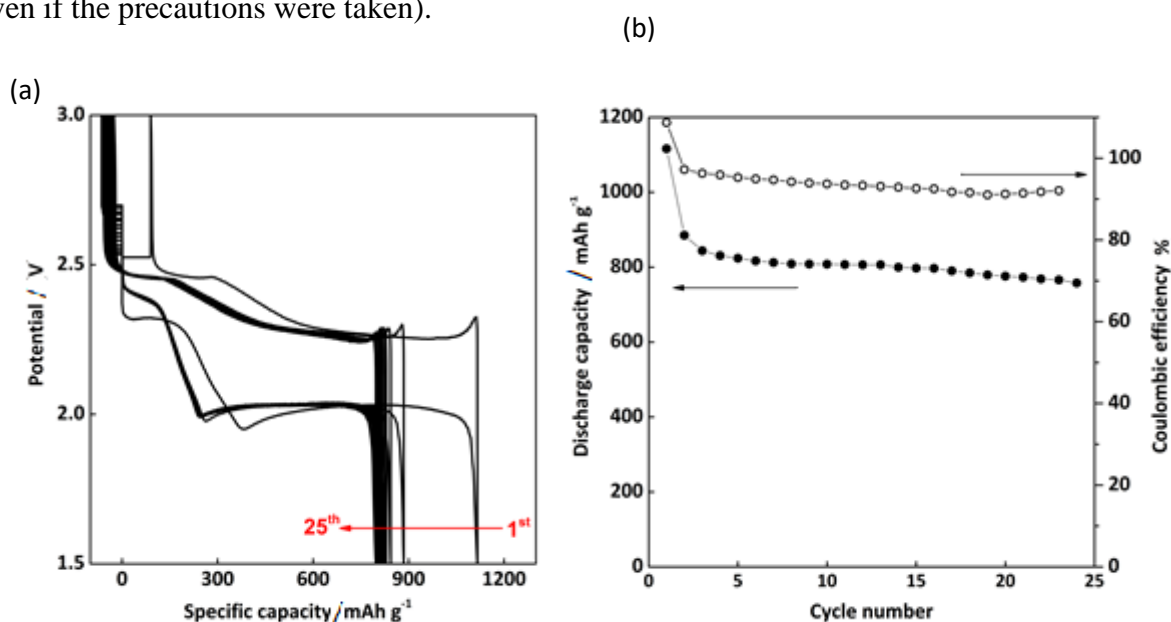 ven if the precautions were taken).
(b)
(a)
3.0
2.5
2.0
1.5
Potential / V
0 300 600 900 1200
Specific capacity/mAh g⁻¹
25ᵗʰ 1ˢᵗ
1200
1000
800
600
400
200
0
Discharge capacity / mAh g⁻¹
100
80
60
40
20
0
Coulombic efficiency %
0 5 10 15 20 25
Cycle number